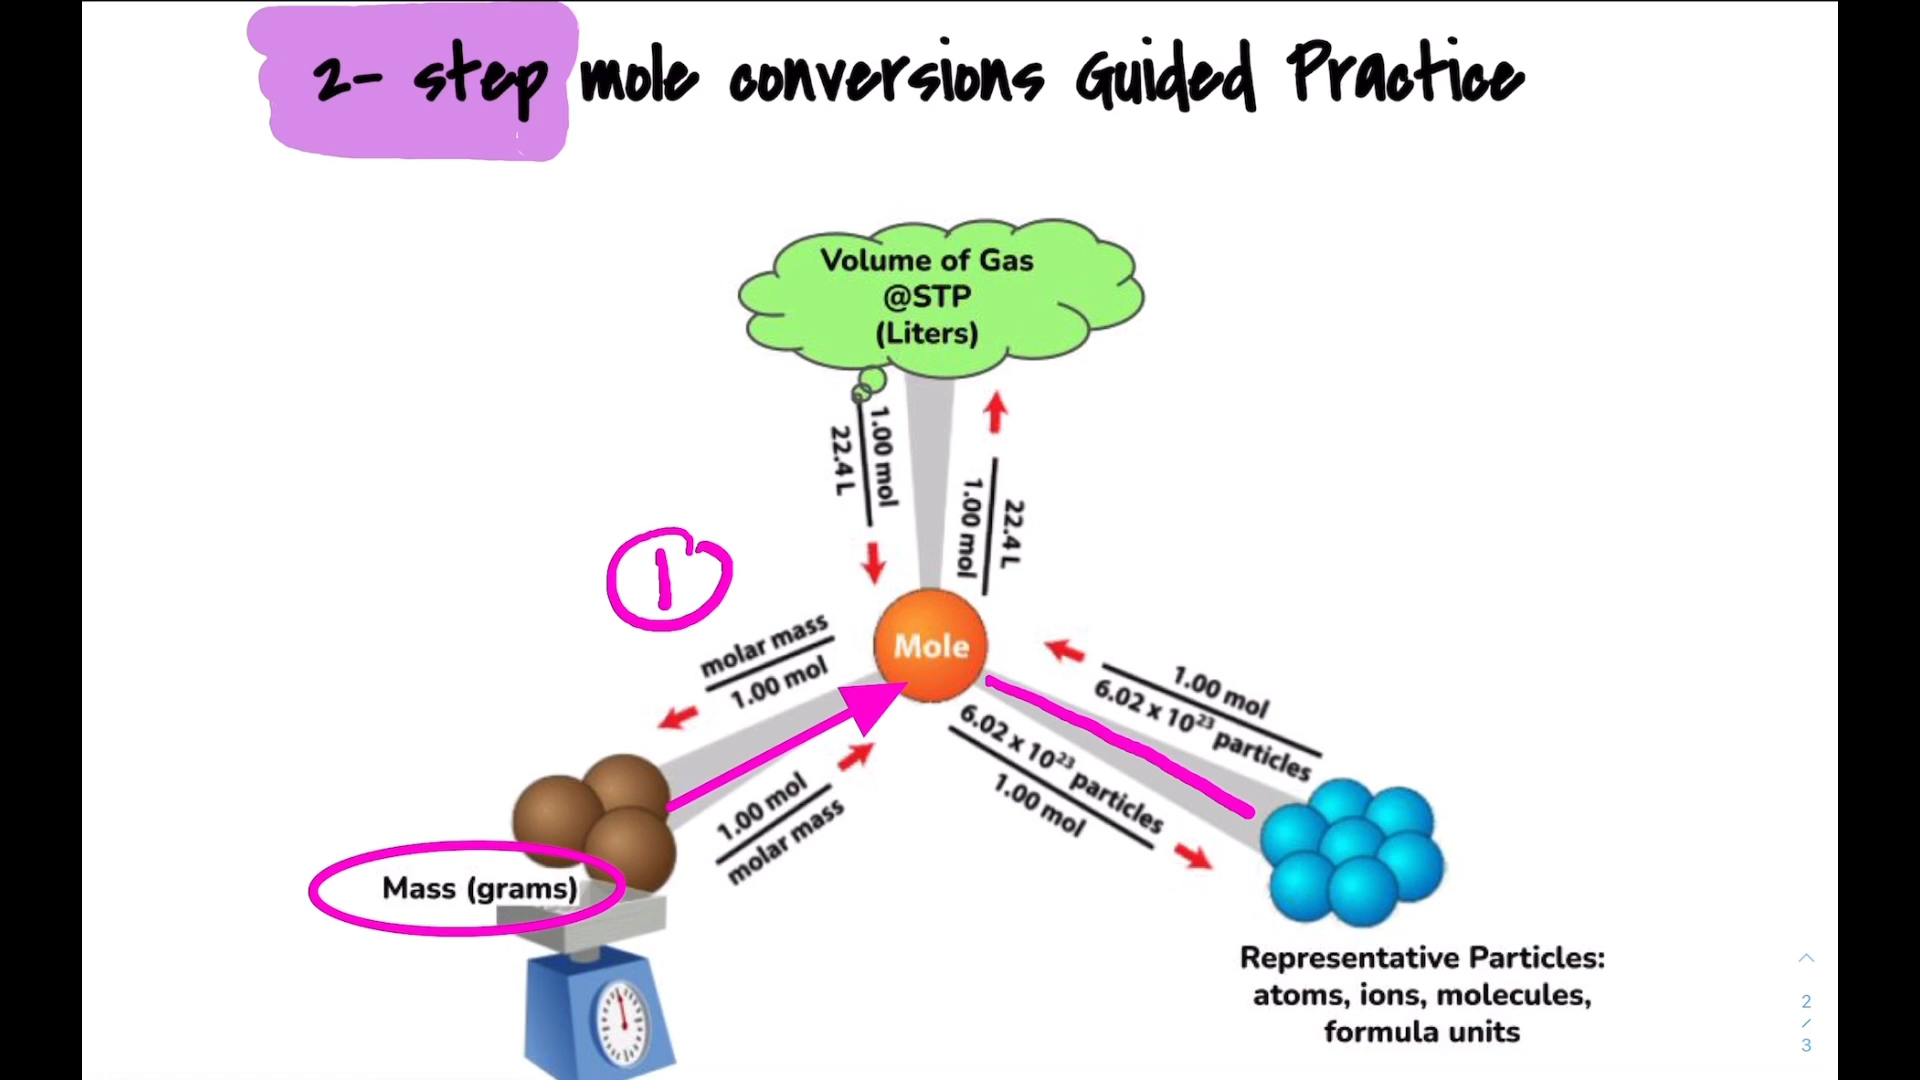 2- step mole conversions Guided Practice
Volume of Gas
@STP
(Liters)
1.00 mol
22.4 L
22.4 L
1.00 mol
1
molar mass
1.00 mol
Mole
1.00 mol
6.02 x 10²³ particles
6.02 x 10²³ particles
1.00 mol
1.00 mol
molar mass
Mass (grams)
Representative Particles:
atoms, ions, molecules,
formula units
2
/
3